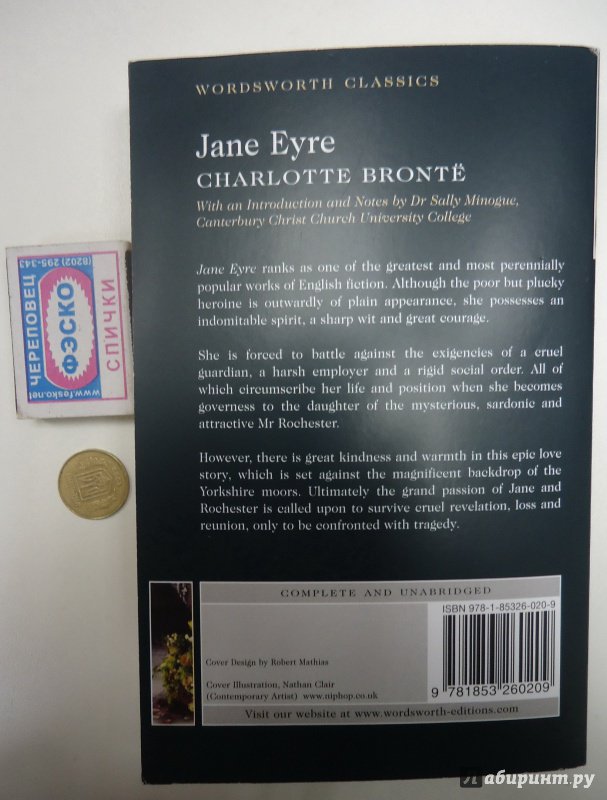 WORDSWORTH CLASSICS
Jane Eyre
CHARLOTTE BRONTË
With an Introduction and Notes by Dr Sally Minogue,
Canterbury Christ Church University College
Jane Eyre ranks as one of the greatest and most perennially
popular works of English fiction. Although the poor but plucky
heroine is outwardly of plain appearance, she possesses an
indomitable spirit, a sharp wit and great courage.
She is forced to battle against the exigencies of a cruel
guardian, a harsh employer and a rigid social order. All of
which circumscribe her life and position when she becomes
governess to the daughter of the mysterious, sardonic and
attractive Mr Rochester.
However, there is great kindness and warmth in this epic love
story, which is set against the magnificent backdrop of the
Yorkshire moors. Ultimately the grand passion of Jane and
Rochester is called upon to survive cruel revelation, loss and
reunion, only to be confronted with tragedy.
COMPLETE AND UNABRIDGED
ISBN 978-1-85326-020-9
Cover Design by Robert Mathias
Cover Illustration, Nathan Clair
(Contemporary Artist) www.niphop.co.uk
9 781853 260209
Visit our website at www.wordsworth-editions.com
www.fesko.net
ЧЕРЕПОВЕЦ
ФЭСКО
(8202) 295-343
СПИЧКИ
Лабиринт.ру